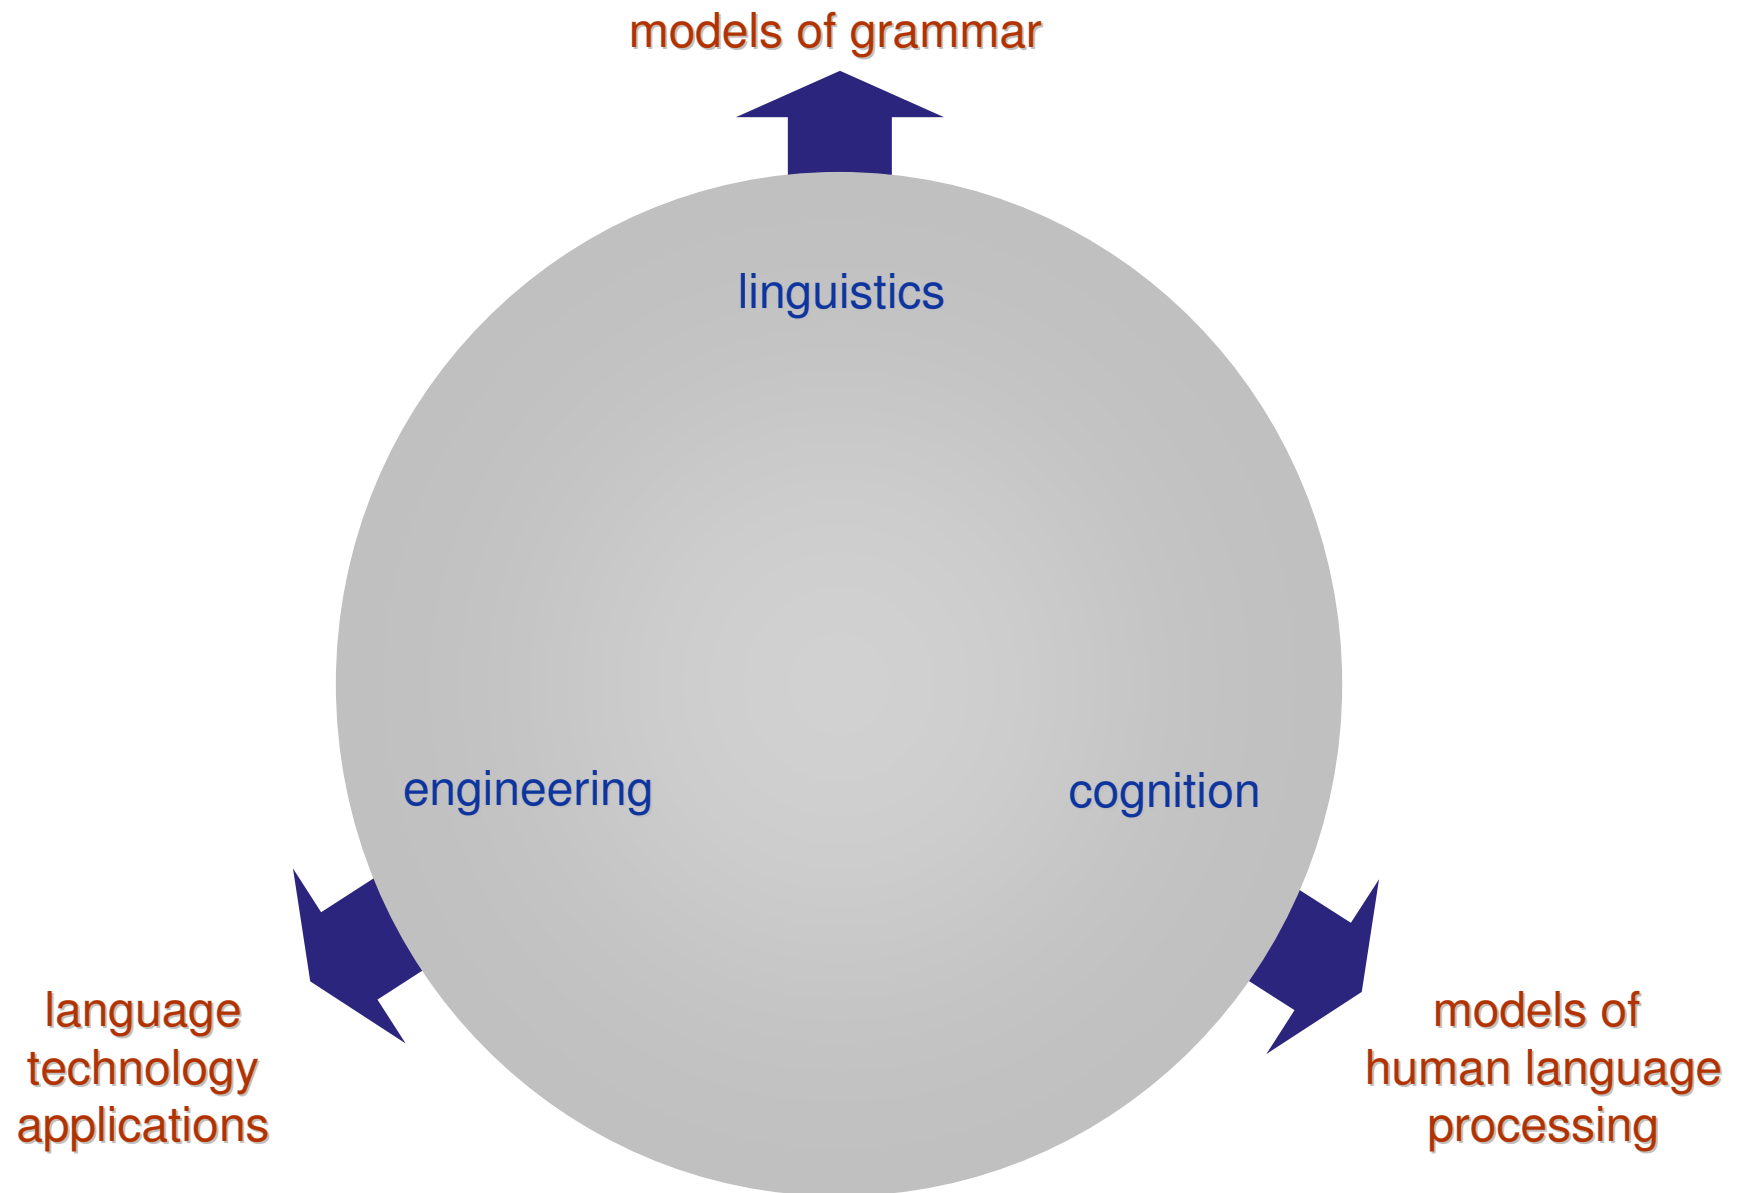 models of grammar
linguistics
engineering
cognition
language
technology
applications
models of
human language
processing